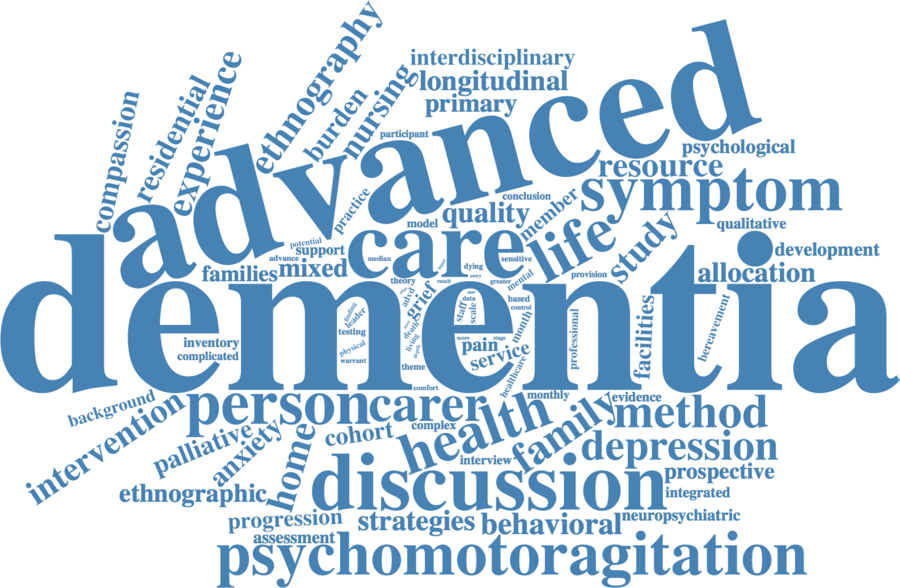 ethnography
interdisciplinary
advanced
experience
nursing
longitudinal
residential
burden
primary
compassion
participant
psychological
resource
symptom
practice
conclusion
member
quality
model
qualitative
potential
support
care
life
study
development
advance
median
sensitive
families
mixed
dying
allocation
dementia
theory
result
entry
mental
greater
provision
grief
advd
data
staff
scale
based
control
finding
leader
testing
death
month
professional
facilities
bereavement
inventory
living
score
stage
pain
physical
complicated
warrant
theme
service
healthcare
comfort
background
person
carer
monthly
evidence
intervention
health
family
method
palliative
anxiety
home
cohort
complex
depression
interview
discussion
prospective
ethnographic
integrated
progression
strategies
behavioral
neuropsychiatric
assessment
psychomotoragitation